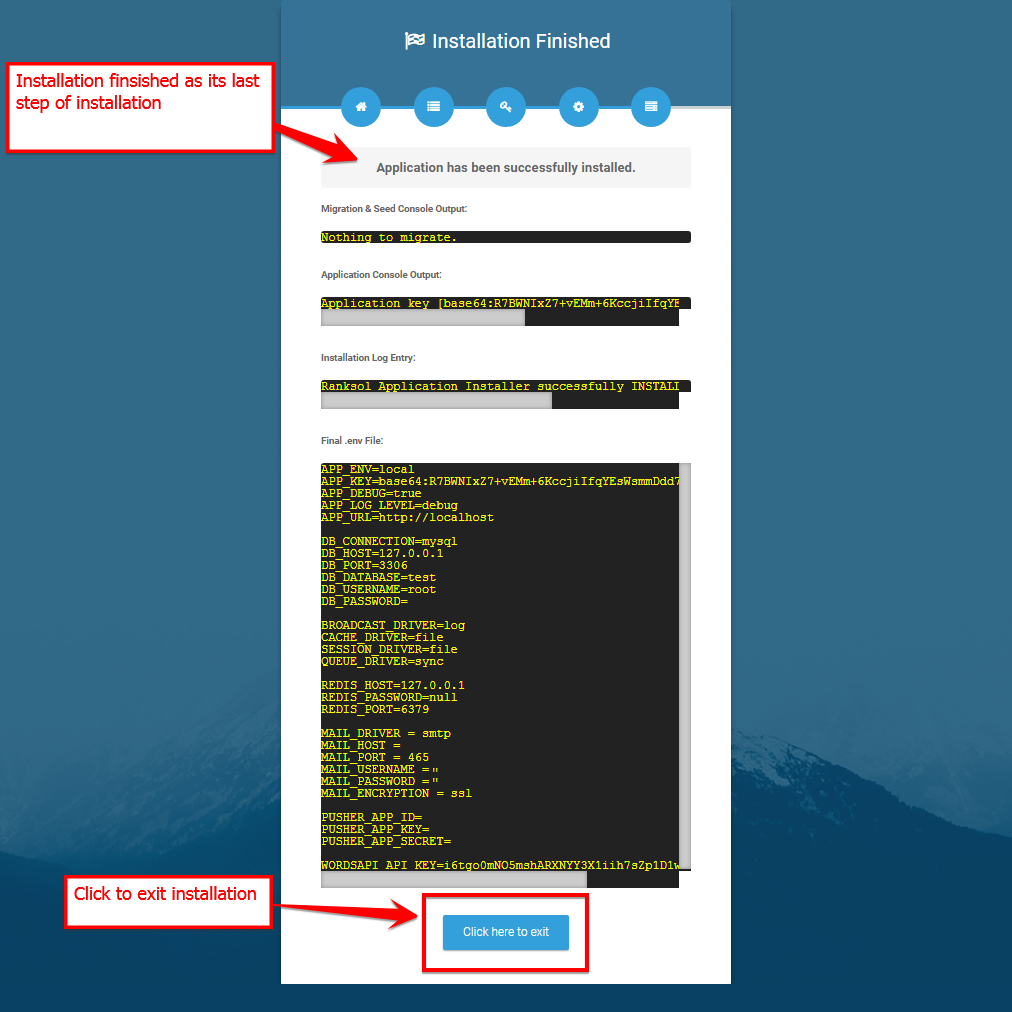 Installation Finished
Installation finsished as its last
step of installation
Application has been successfully installed.
Migration & Seed Console Output:
Nothing to migrate.
Application Console Output:
Application key [base64:R7BWNIxZ7+vEMm+6KccjiIfqYE
Installation Log Entry:
Ranksol Application Installer successfully INSTALL
Final .env File:
APP_ENV=local
APP_KEY=base64:R7BWNIxZ7+vEMm+6KccjiIfqYEsWsmmDdd7
APP_DEBUG=true
APP_LOG_LEVEL=debug
APP_URL=http://localhost
DB_CONNECTION=mysql
DB_HOST=127.0.0.1
DB_PORT=3306
DB_DATABASE=test
DB_USERNAME=root
DB_PASSWORD=
BROADCAST_DRIVER=log
CACHE_DRIVER=file
SESSION_DRIVER=file
QUEUE_DRIVER=sync
REDIS_HOST=127.0.0.1
REDIS_PASSWORD=null
REDIS_PORT=6379
MAIL_DRIVER = smtp
MAIL_HOST =
MAIL_PORT = 465
MAIL_USERNAME ="
MAIL_PASSWORD ="
MAIL_ENCRYPTION = ssl
PUSHER_APP_ID=
PUSHER_APP_KEY=
PUSHER_APP_SECRET=
WORDSAPI_API_KEY=i6tgo0mNO5mshARXNYY3X1iih7sZp1D1w
Click to exit installation
Click here to exit